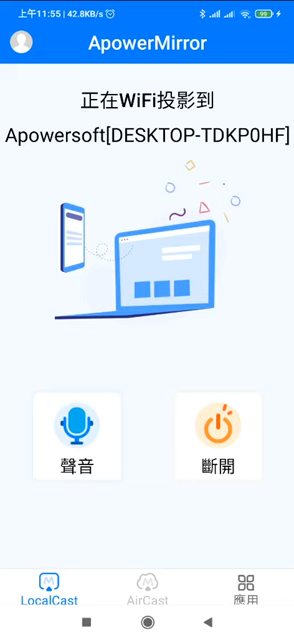 上午11:55 | 42.8KB/s
99
ApowerMirror
正在WiFi投影到
Apowersoft[DESKTOP-TDKP0HF]
聲音
斷開
LocalCast
AirCast
應用